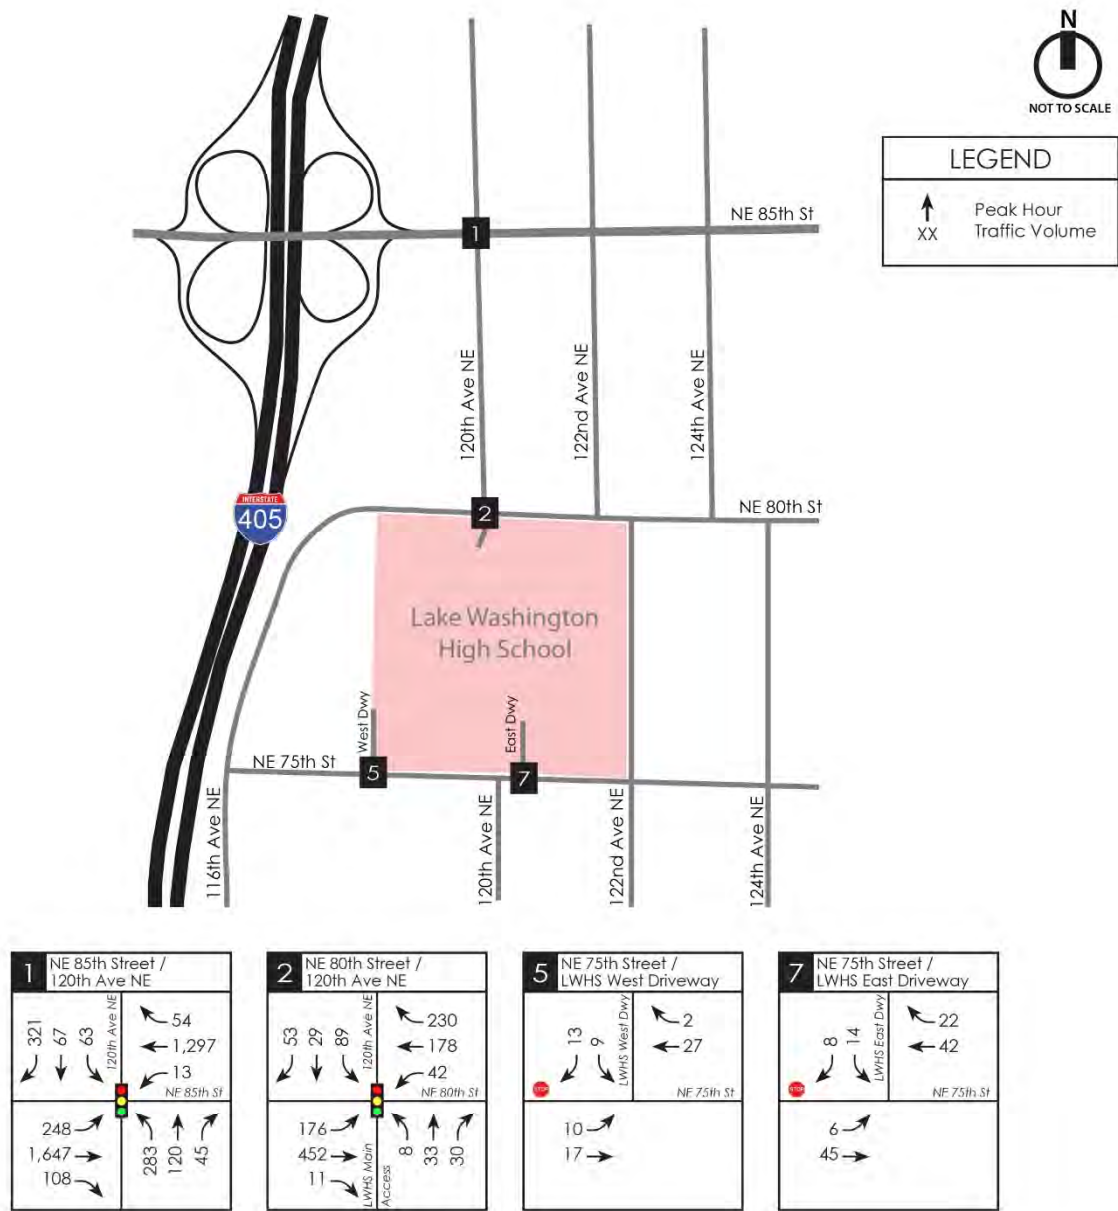 N
NOT TO SCALE
LEGEND
XX
Peak Hour
Traffic Volume
NE 85th St
1
120th Ave NE
122nd Ave NE
124th Ave NE
INTERSTATE
405
2
NE 80th St
Lake Washington
High School
West Dwy
East Dwy
NE 75th St
5
7
116th Ave NE
120th Ave NE
122nd Ave NE
124th Ave NE
1
NE 85th Street /
120th Ave NE
321
67
63
120th Ave NE
54
1,297
13
NE 85th St
248
1,647
108
283
120
45
2
NE 80th Street /
120th Ave NE
53
29
89
120th Ave NE
230
178
42
NE 80th St
176
452
11
LWHS Main
Access
8
33
30
5
NE 75th Street /
LWHS West Driveway
13
9
LWHS West Dwy
2
27
STOP
NE 75th St
10
17
7
NE 75th Street /
LWHS East Driveway
8
14
LWHS East Dwy
22
42
STOP
NE 75th St
6
45